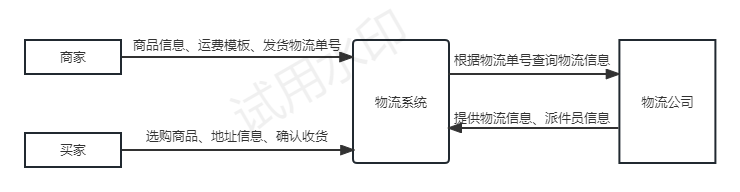 商品信息、运费模板、发货物流单号
商家
根据物流单号查询物流信息
物流系统
物流公司
提供物流信息、派件员信息
选购商品、地址信息、确认收货
买家
试用水印